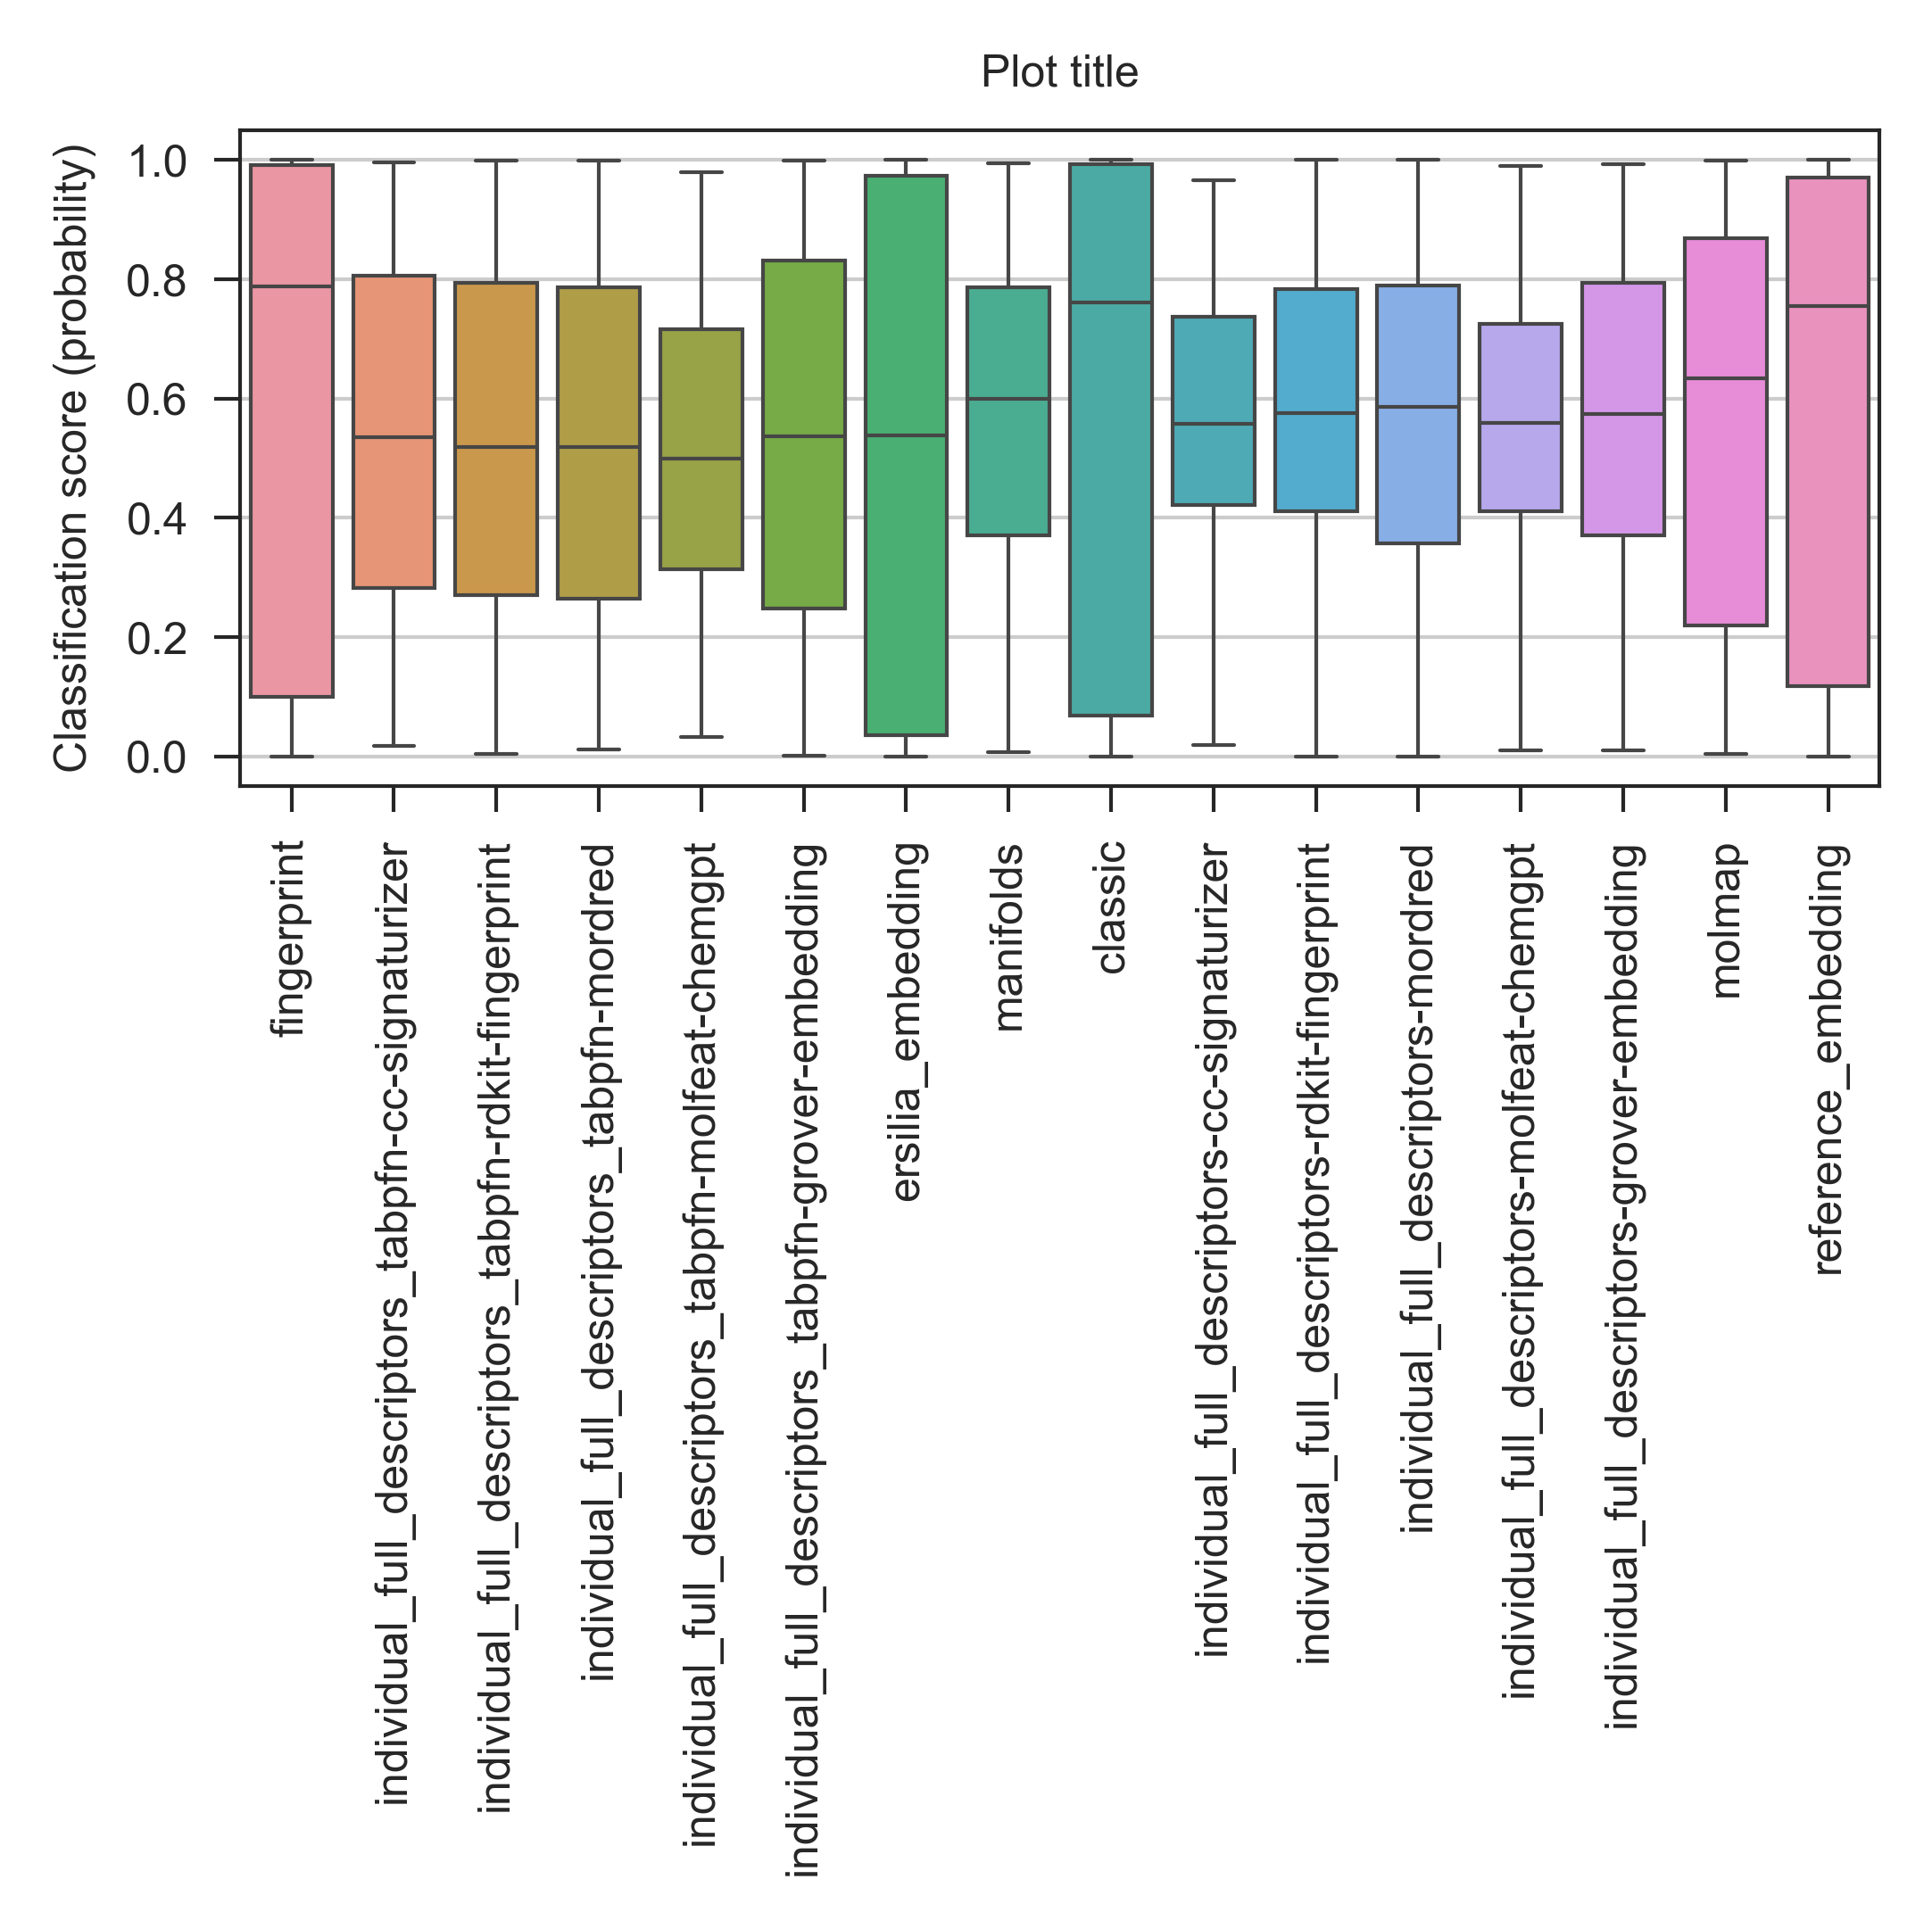 Plot title
Classification score (probability)
1.0
0.8
0.6
0.4
0.2
0.0
fingerprint
individual_full_descriptors_tabpfn-cc-signaturizer
individual_full_descriptors_tabpfn-rdkit-fingerprint
individual_full_descriptors_tabpfn-mordred
individual_full_descriptors_tabpfn-molfeat-chemgpt
individual_full_descriptors_tabpfn-grover-embedding
ersilia_embedding
manifolds
classic
individual_full_descriptors-cc-signaturizer
individual_full_descriptors-rdkit-fingerprint
individual_full_descriptors-mordred
individual_full_descriptors-molfeat-chemgpt
individual_full_descriptors-grover-embedding
molmap
reference_embedding